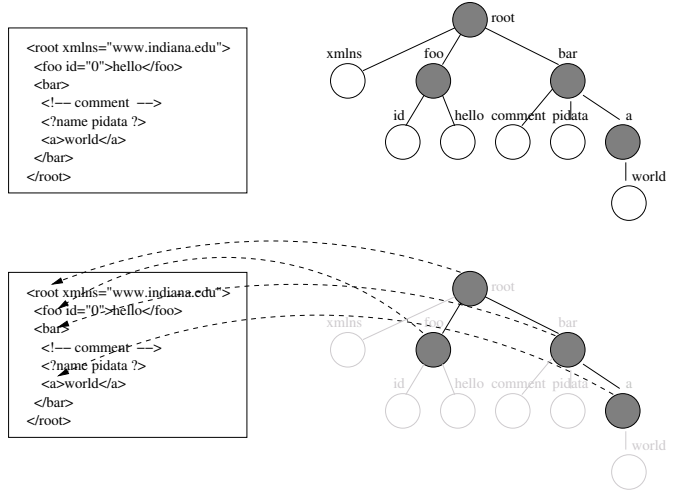 <root xmlns="www.indiana.edu">
<foo id="0">hello</foo>
<bar>
<!−− comment −−>
<?name pidata ?>
<a>world</a>
</bar>
</root>
root
xmlns
foo
bar
id
hello
comment
pidata
a
world
<root xmlns="www.indiana.edu">
<foo id="0">hello</foo>
<bar>
<!−− comment −−>
<?name pidata ?>
<a>world</a>
</bar>
</root>
root
xmlns
foo
bar
id
hello
comment
pidata
a
world